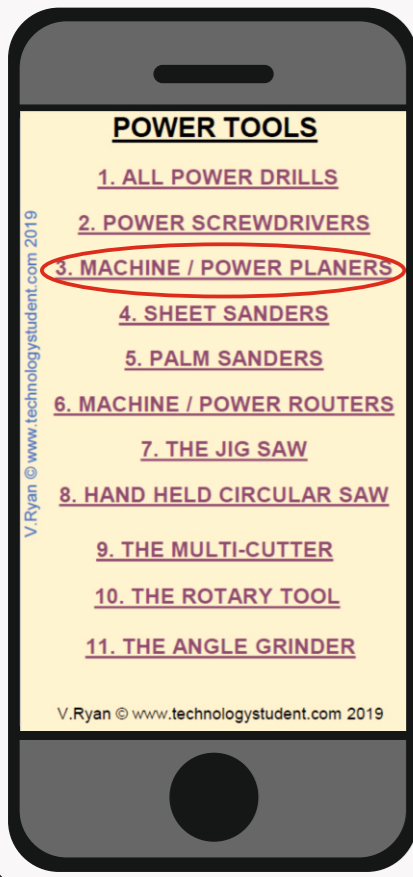 POWER TOOLS
1. ALL POWER DRILLS
2. POWER SCREWDRIVERS
3. MACHINE / POWER PLANERS
4. SHEET SANDERS
5. PALM SANDERS
6. MACHINE / POWER ROUTERS
7. THE JIG SAW
8. HAND HELD CIRCULAR SAW
9. THE MULTI-CUTTER
10. THE ROTARY TOOL
11. THE ANGLE GRINDER
V.Ryan © www.technologystudent.com 2019
V.Ryan © www.technologystudent.com 2019